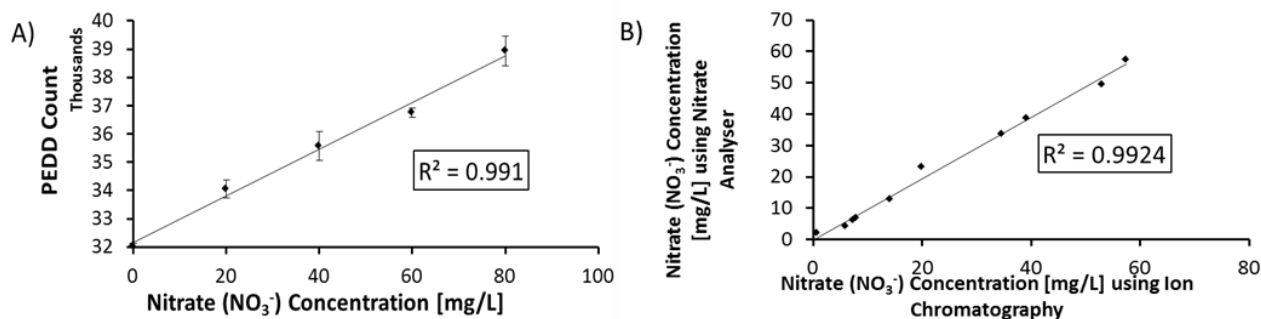 A)
PEDD Count
Thousands
40
39
38
37
36
35
34
33
32
R² = 0.991
0 20 40 60 80 100
Nitrate (NO₃⁻) Concentration [mg/L]
B)
Nitrate (NO₃⁻) Concentration
[mg/L] using Nitrate
Analyser
70
60
50
40
30
20
10
0
R² = 0.9924
0 20 40 60 80
Nitrate (NO₃⁻) Concentration [mg/L] using Ion
Chromatography